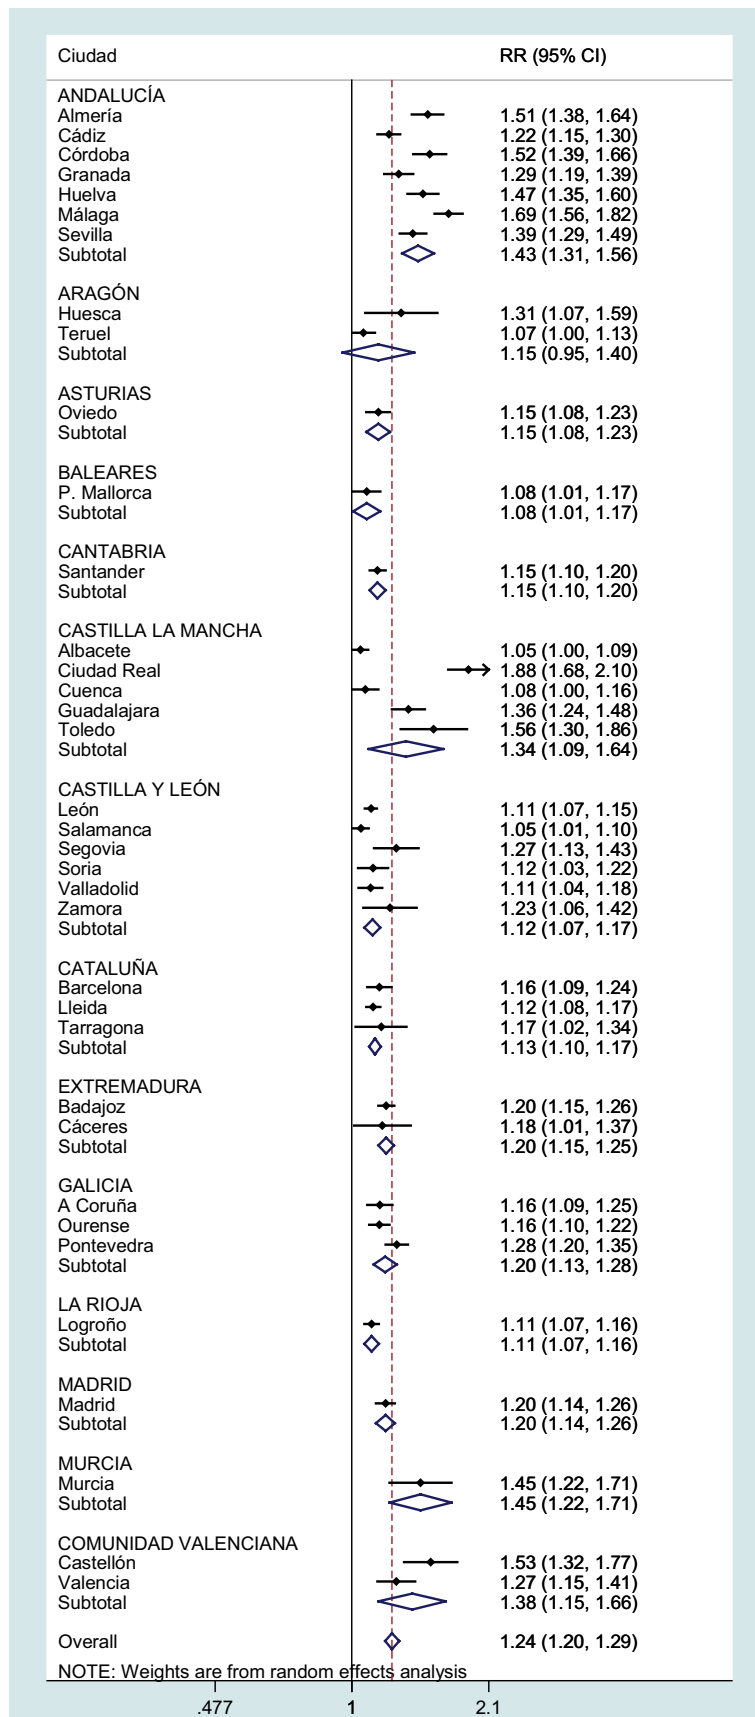 Ciudad RR (95% CI)
ANDALUCÍA
Almería 1.51 (1.38, 1.64)
Cádiz 1.22 (1.15, 1.30)
Córdoba 1.52 (1.39, 1.66)
Granada 1.29 (1.19, 1.39)
Huelva 1.47 (1.35, 1.60)
Málaga 1.69 (1.56, 1.82)
Sevilla 1.39 (1.29, 1.49)
Subtotal 1.43 (1.31, 1.56)
ARAGÓN
Huesca 1.31 (1.07, 1.59)
Teruel 1.07 (1.00, 1.13)
Subtotal 1.15 (0.95, 1.40)
ASTURIAS
Oviedo 1.15 (1.08, 1.23)
Subtotal 1.15 (1.08, 1.23)
BALEARES
P. Mallorca 1.08 (1.01, 1.17)
Subtotal 1.08 (1.01, 1.17)
CANTABRIA
Santander 1.15 (1.10, 1.20)
Subtotal 1.15 (1.10, 1.20)
CASTILLA LA MANCHA
Albacete 1.05 (1.00, 1.09)
Ciudad Real 1.88 (1.68, 2.10)
Cuenca 1.08 (1.00, 1.16)
Guadalajara 1.36 (1.24, 1.48)
Toledo 1.56 (1.30, 1.86)
Subtotal 1.34 (1.09, 1.64)
CASTILLA Y LEÓN
León 1.11 (1.07, 1.15)
Salamanca 1.05 (1.01, 1.10)
Segovia 1.27 (1.13, 1.43)
Soria 1.12 (1.03, 1.22)
Valladolid 1.11 (1.04, 1.18)
Zamora 1.23 (1.06, 1.42)
Subtotal 1.12 (1.07, 1.17)
CATALUÑA
Barcelona 1.16 (1.09, 1.24)
Lleida 1.12 (1.08, 1.17)
Tarragona 1.17 (1.02, 1.34)
Subtotal 1.13 (1.10, 1.17)
EXTREMADURA
Badajoz 1.20 (1.15, 1.26)
Cáceres 1.18 (1.01, 1.37)
Subtotal 1.20 (1.15, 1.25)
GALICIA
A Coruña 1.16 (1.09, 1.25)
Ourense 1.16 (1.10, 1.22)
Pontevedra 1.28 (1.20, 1.35)
Subtotal 1.20 (1.13, 1.28)
LA RIOJA
Logroño 1.11 (1.07, 1.16)
Subtotal 1.11 (1.07, 1.16)
MADRID
Madrid 1.20 (1.14, 1.26)
Subtotal 1.20 (1.14, 1.26)
MURCIA
Murcia 1.45 (1.22, 1.71)
Subtotal 1.45 (1.22, 1.71)
COMUNIDAD VALENCIANA
Castellón 1.53 (1.32, 1.77)
Valencia 1.27 (1.15, 1.41)
Subtotal 1.38 (1.15, 1.66)
Overall 1.24 (1.20, 1.29)
NOTE: Weights are from random effects analysis
.477 1 2.1